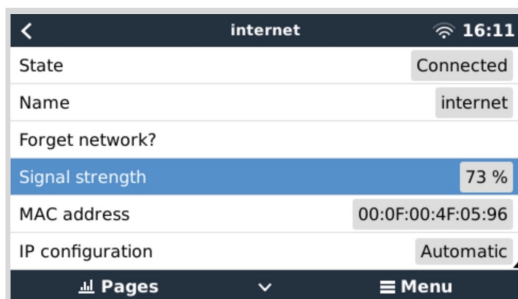 internet 16:11
State Connected
Name internet
Forget network?
Signal strength 73 %
MAC address 00:0F:00:4F:05:96
IP configuration Automatic
Pages Menu